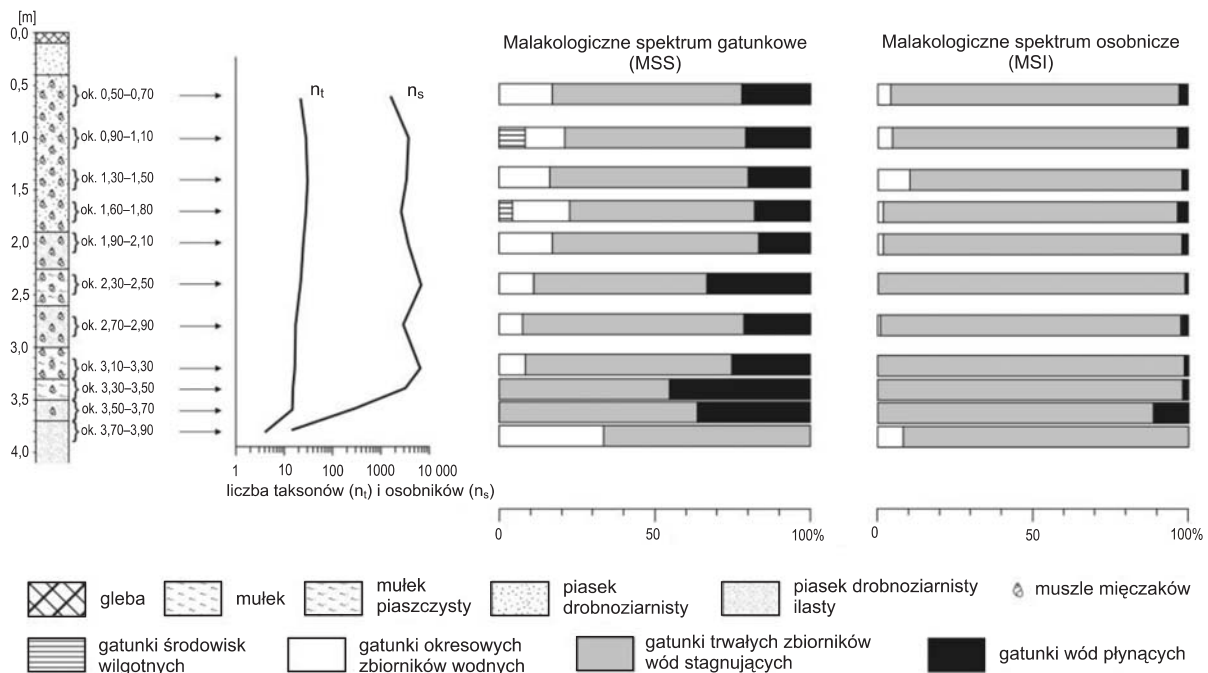 [m]
0,0
0,5
1,0
1,5
2,0
2,5
3,0
3,5
4,0
ok. 0,50–0,70
ok. 0,90–1,10
ok. 1,30–1,50
ok. 1,60–1,80
ok. 1,90–2,10
ok. 2,30–2,50
ok. 2,70–2,90
ok. 3,10–3,30
ok. 3,30–3,50
ok. 3,50–3,70
ok. 3,70–3,90
nt
ns
1 10 100 1000 10 000
liczba taksonów (nt) i osobników (ns)
Malakologiczne spektrum gatunkowe
(MSS)
0 50 100%
Malakologiczne spektrum osobnicze
(MSI)
0 50 100%
gleba
mułek
mułek
piaszczysty
piasek
drobnoziarnisty
piasek drobnoziarnisty
ilasty
muszle mięczaków
gatunki środowisk
wilgotnych
gatunki okresowych
zbiorników wodnych
gatunki trwałych zbiorników
wód stagnujących
gatunki wód płynących